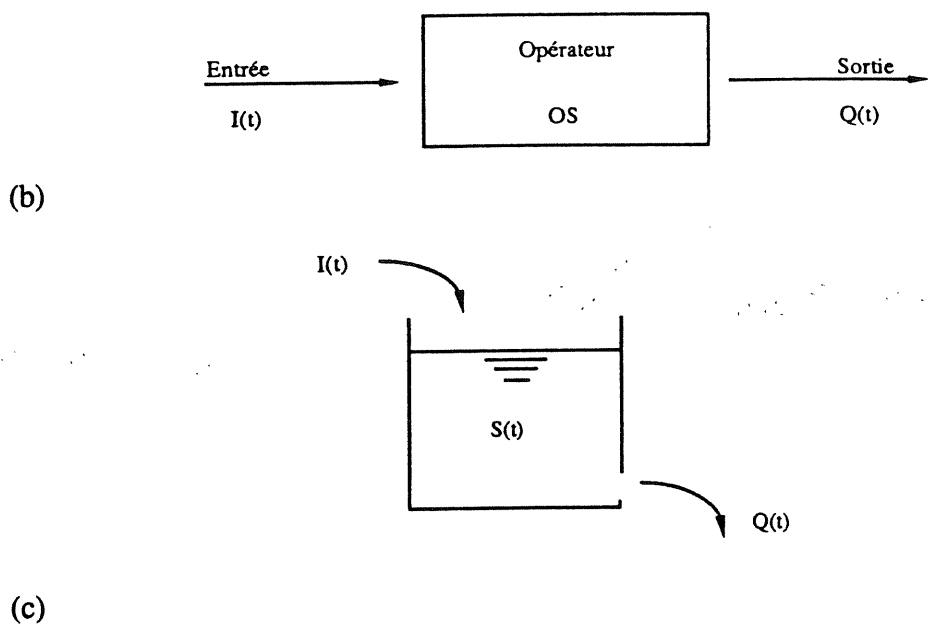 Opérateur
Entrée
Sortie
I(t)
OS
Q(t)
(b)
I(t)
S(t)
Q(t)
(c)